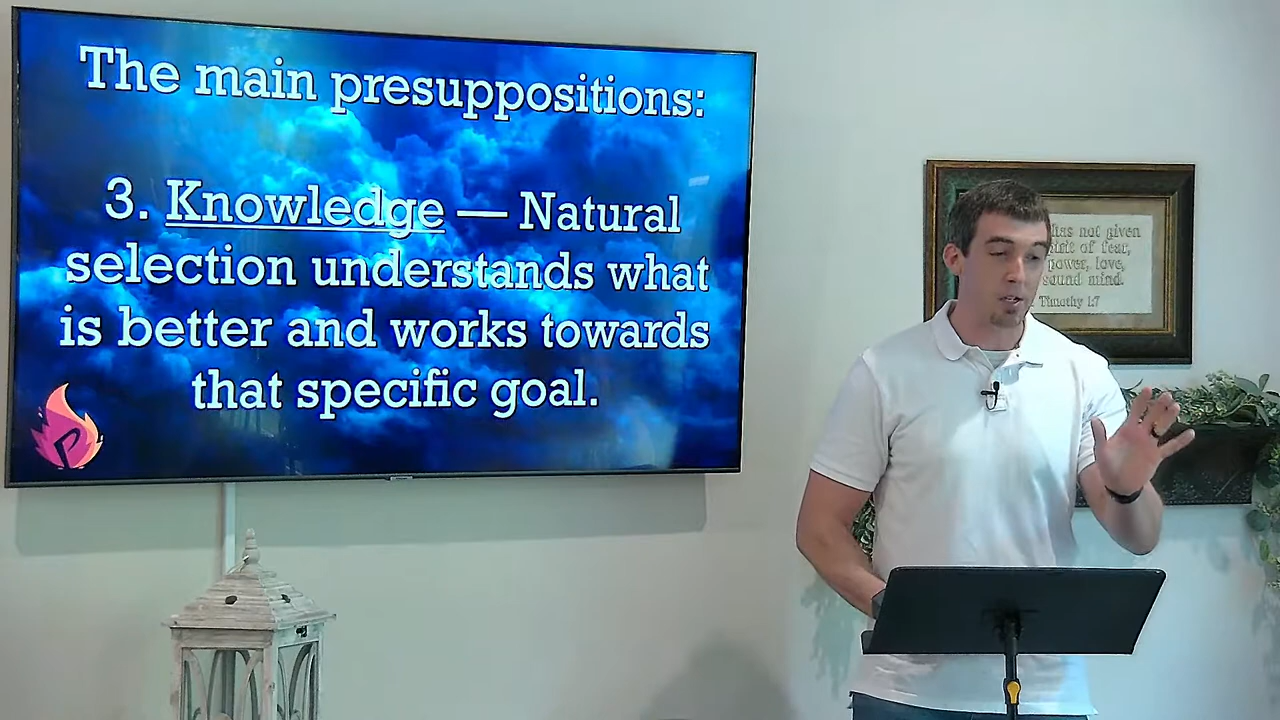 The main presuppositions:
3. Knowledge — Natural
selection understands what
is better and works towards
that specific goal.
P
has not given
of fear,
power, love,
sound mind.
Timothy 1:7